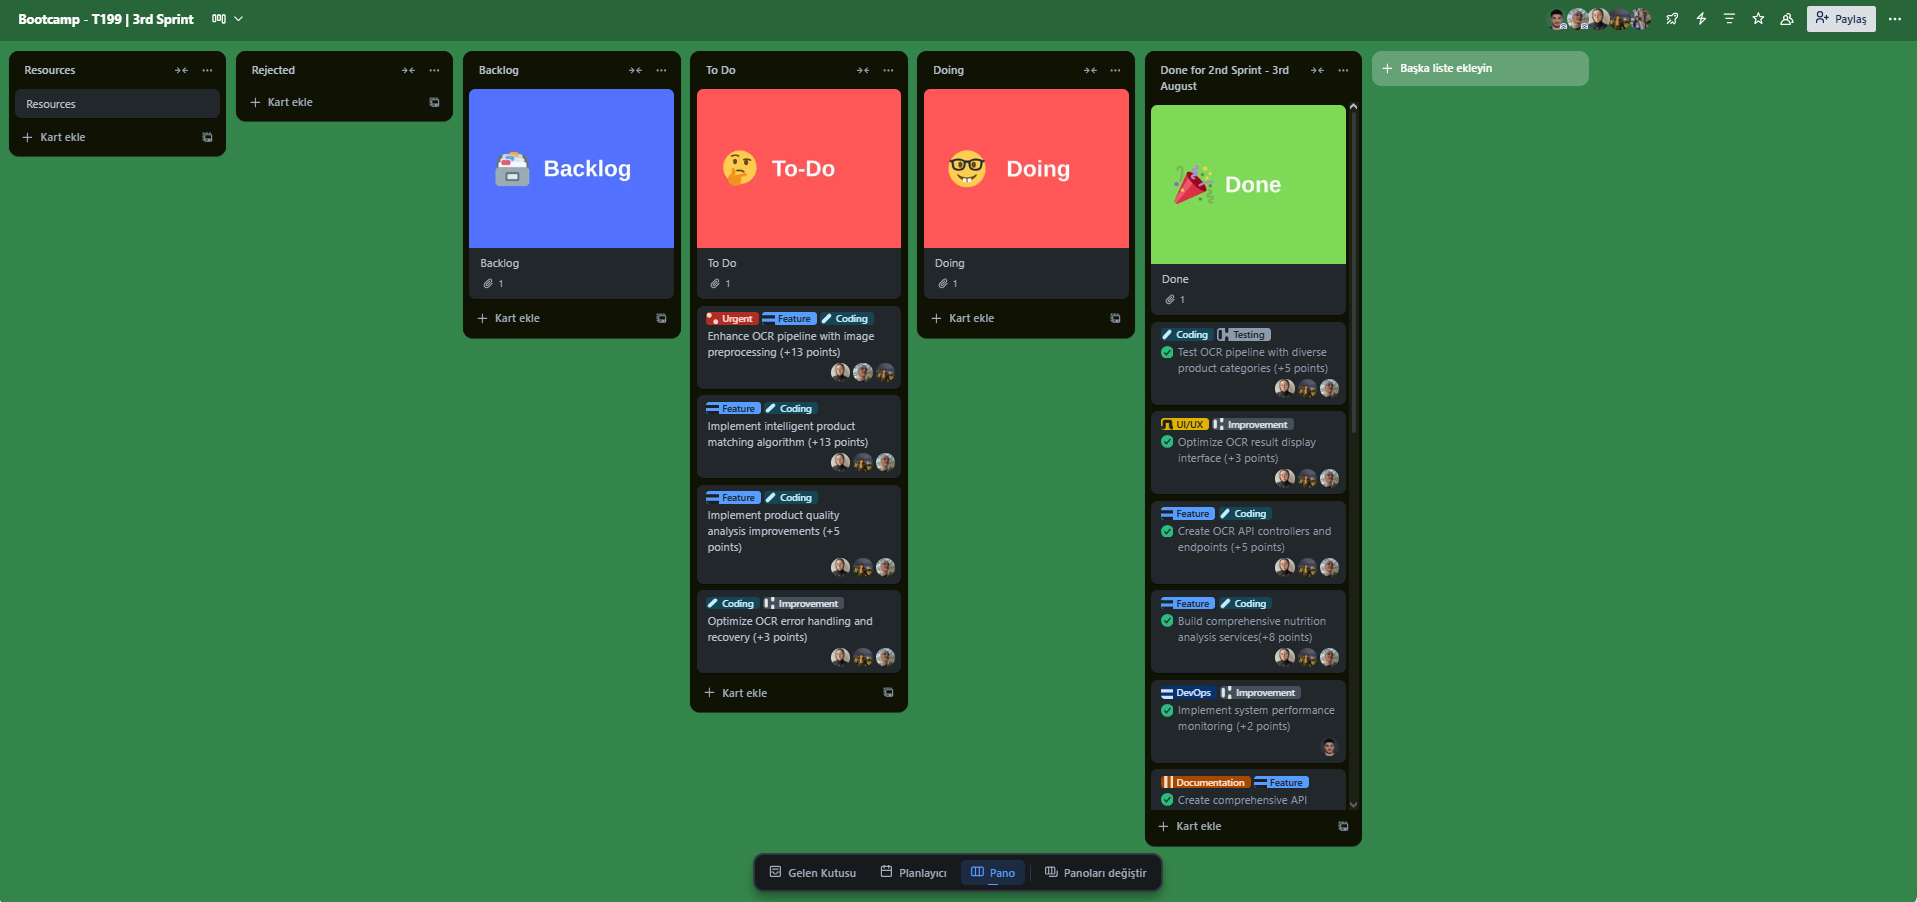 Bootcamp - T199 | 3rd Sprint
Paylaş
Resources
Resources
Kart ekle
Rejected
Kart ekle
Backlog
Backlog
Backlog
1
Kart ekle
To Do
To-Do
To Do
1
Urgent Feature Coding
Enhance OCR pipeline with image
preprocessing (+13 points)
Feature Coding
Implement intelligent product
matching algorithm (+13 points)
Feature Coding
Implement product quality
analysis improvements (+5
points)
Coding Improvement
Optimize OCR error handling and
recovery (+3 points)
Kart ekle
Doing
Doing
Doing
1
Kart ekle
Done for 2nd Sprint - 3rd
August
Done
Done
1
Coding Testing
Test OCR pipeline with diverse
product categories (+5 points)
UI/UX Improvement
Optimize OCR result display
interface (+3 points)
Feature Coding
Create OCR API controllers and
endpoints (+5 points)
Feature Coding
Build comprehensive nutrition
analysis services(+8 points)
DevOps Improvement
Implement system performance
monitoring (+2 points)
Documentation Feature
Create comprehensive API
Kart ekle
Başka liste ekleyin
Gelen Kutusu
Planlayıcı
Pano
Panoları değiştir